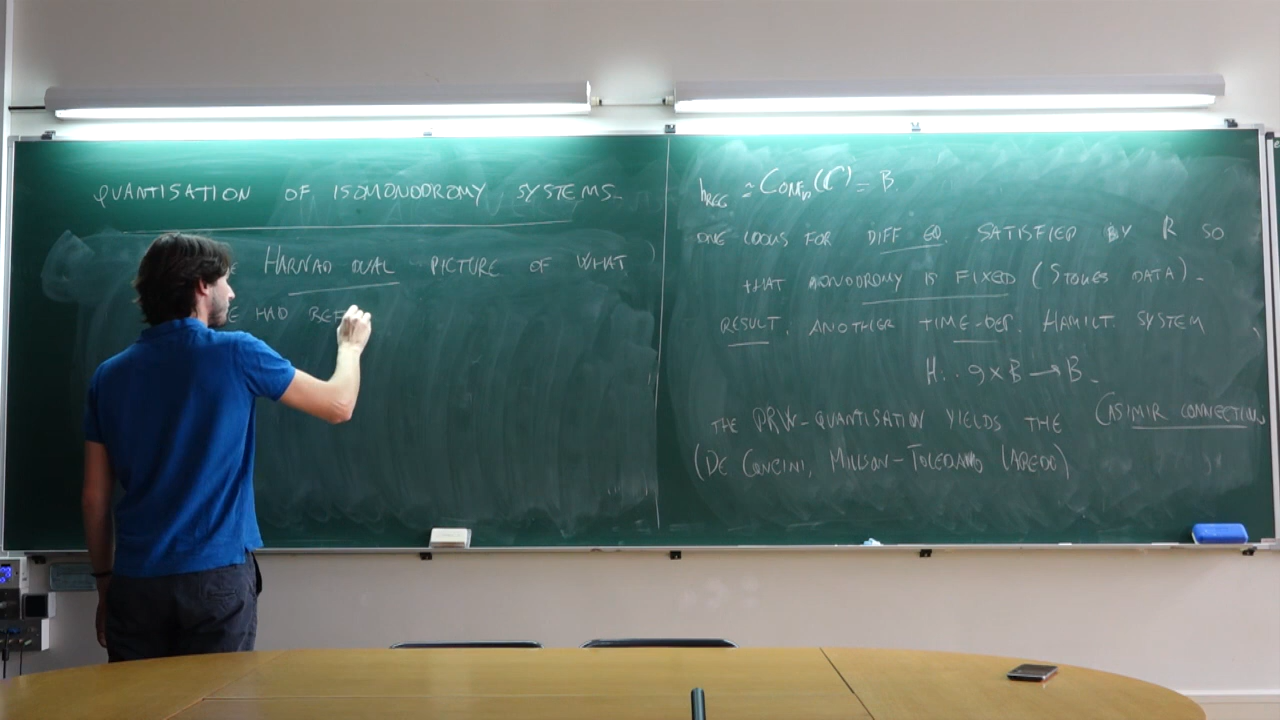 QUANTISATION OF ISOMONODROMY SYSTEMS.
HARNAD DUAL PICTURE OF WHAT
HAD BEF
h_REG ≃ Conf_n(C) = B.
ONE LOOKS FOR DIFF EQ. SATISFIED BY R SO
THAT MONODROMY IS FIXED (STOKES DATA).
RESULT. ANOTHER TIME-DEP. HAMILT. SYSTEM
H: g × B → B.
THE PBW-QUANTISATION YIELDS THE CASIMIR CONNECTION
(DE CONCINI, MILLSON-TOLEDANO LAREDO)